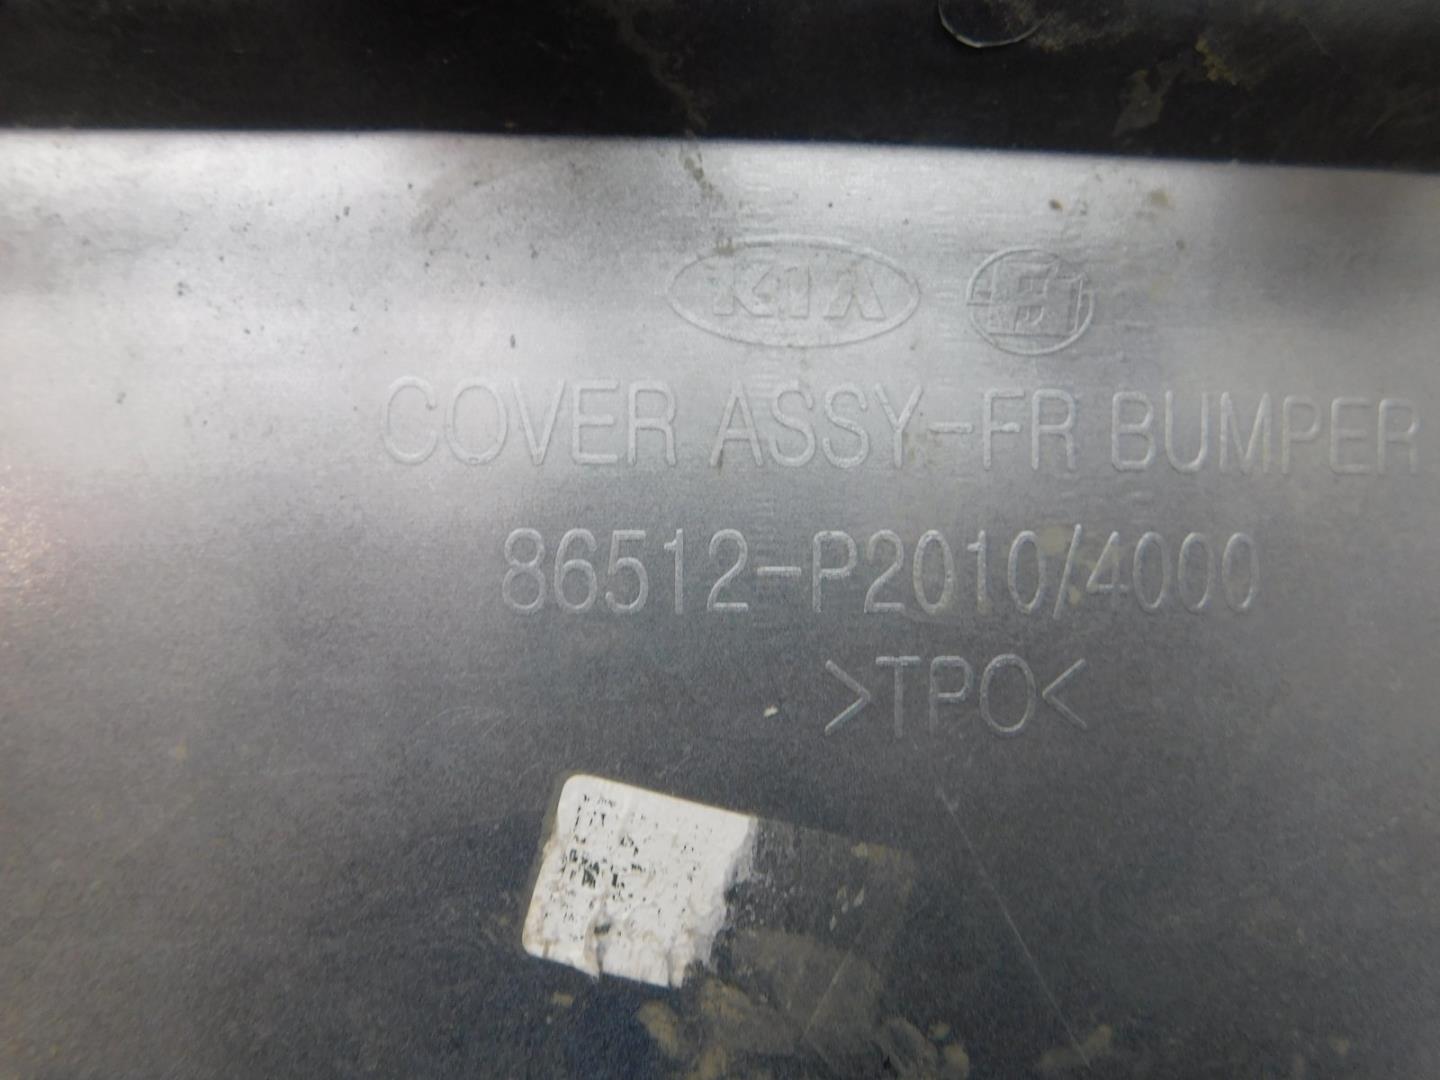 KIA
COVER ASSY-FR BUMPER
86512-P2010/4000
>TPO<